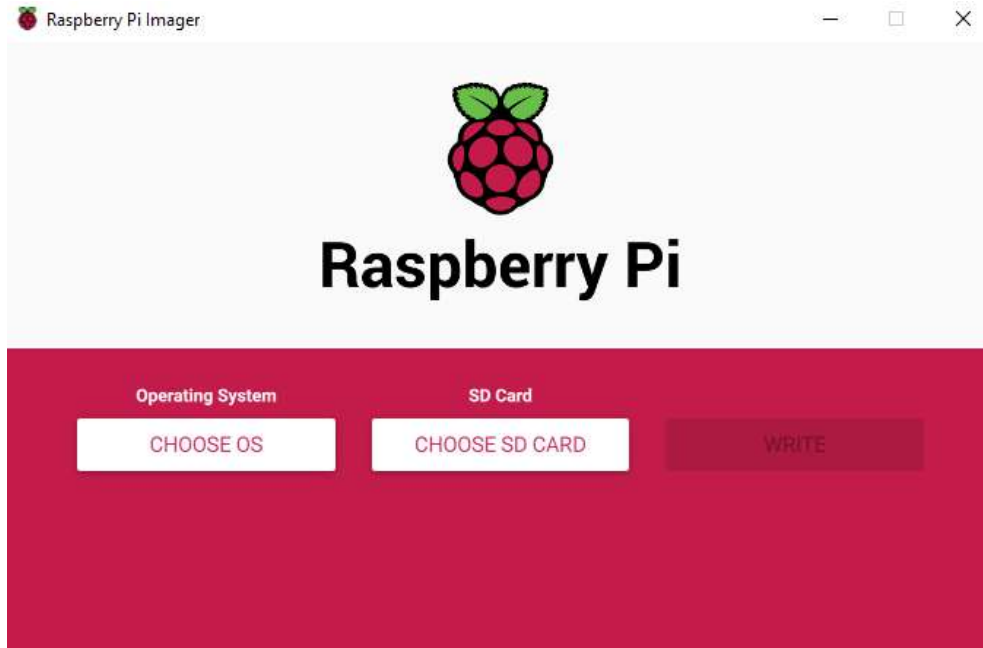 Raspberry Pi Imager
Raspberry Pi
Operating System
SD Card
CHOOSE OS
CHOOSE SD CARD
WRITE